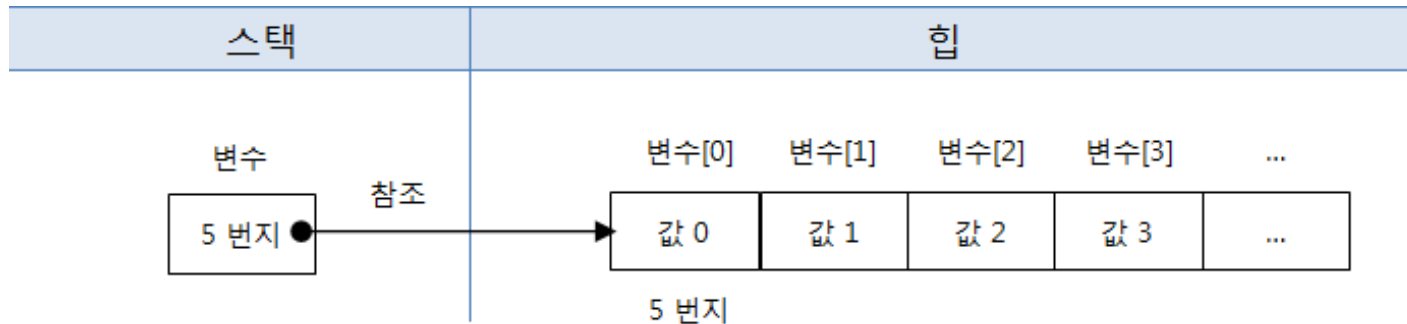 스택 힙
변수 변수[0] 변수[1] 변수[2] 변수[3] ...
참조
5 번지 값 0 값 1 값 2 값 3 ...
5 번지